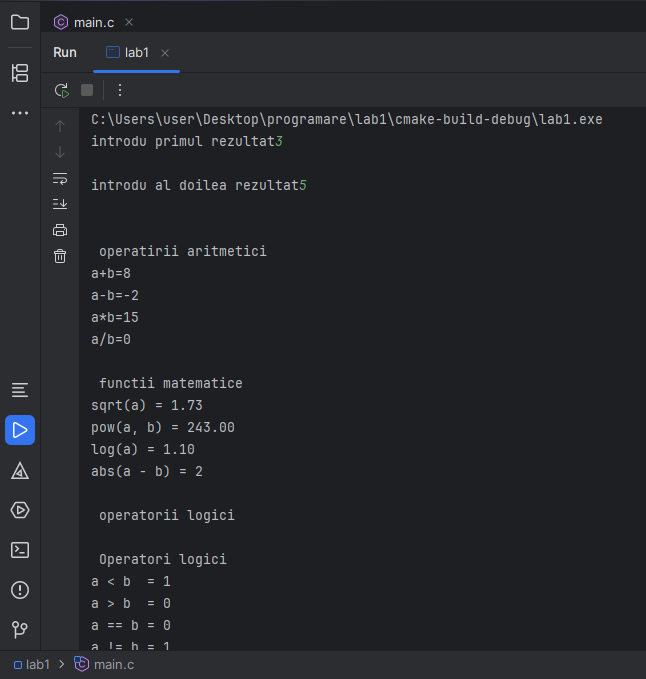 main.c
Run
lab1
C:\Users\user\Desktop\programare\lab1\cmake-build-debug\lab1.exe
introdu primul rezultat3
introdu al doilea rezultat5
operatirii aritmetici
a+b=8
a-b=-2
a*b=15
a/b=0
functii matematice
sqrt(a) = 1.73
pow(a, b) = 243.00
log(a) = 1.10
abs(a - b) = 2
operatorii logici
Operatori logici
a < b  = 1
a > b  = 0
a == b = 0
a != b = 1
lab1 > main.c